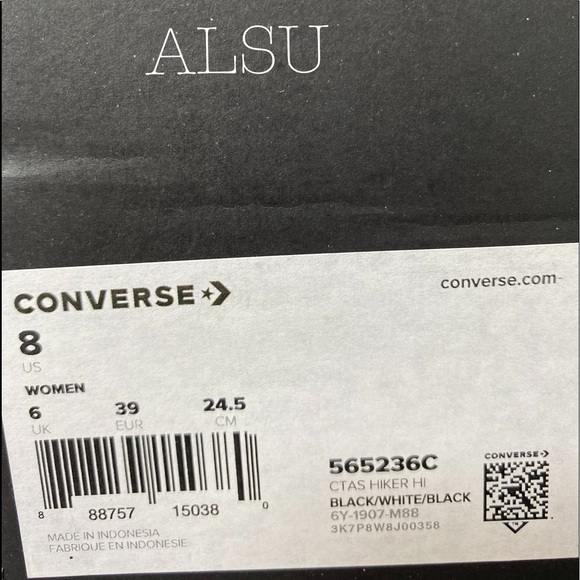 ALSU
CONVERSE
converse.com
8
US
WOMEN
6 39 24.5
UK EUR CM
8 88757 15038 0
MADE IN INDONESIA
FABRIQUE EN INDONESIE
565236C
CTAS HIKER HI
BLACK/WHITE/BLACK
6Y-1907-M88
3K7P8W8J00358
CONVERSE